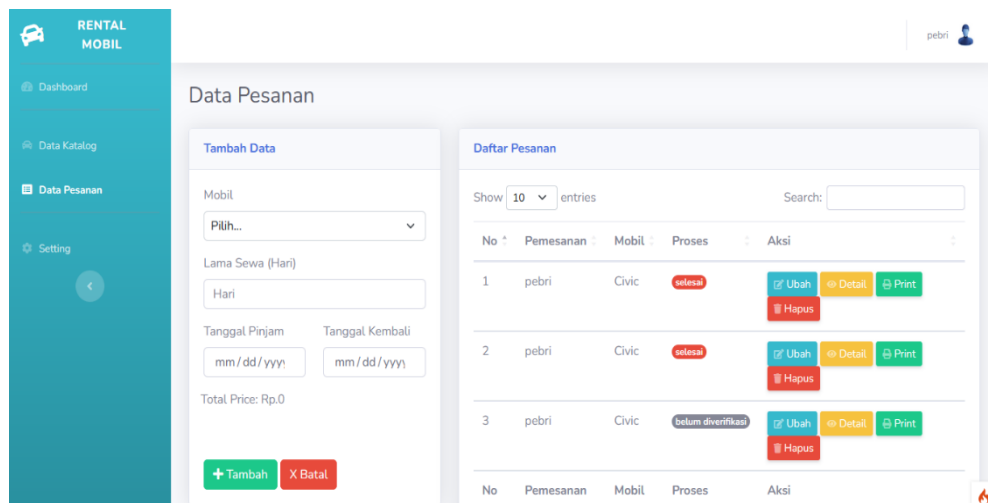 RENTAL
MOBIL
pebri
Dashboard
Data Katalog
Data Pesanan
Setting
Data Pesanan
Tambah Data
Mobil
Pilih...
Lama Sewa (Hari)
Hari
Tanggal Pinjam Tanggal Kembali
mm/dd/yyyy mm/dd/yyyy
Total Price: Rp.0
+ Tambah X Batal
Daftar Pesanan
Show 10 entries Search:
No Pemesanan Mobil Proses Aksi
1 pebri Civic selesai Ubah Detail Print
Hapus
2 pebri Civic selesai Ubah Detail Print
Hapus
3 pebri Civic belum diverifikasi Ubah Detail Print
Hapus
No Pemesanan Mobil Proses Aksi